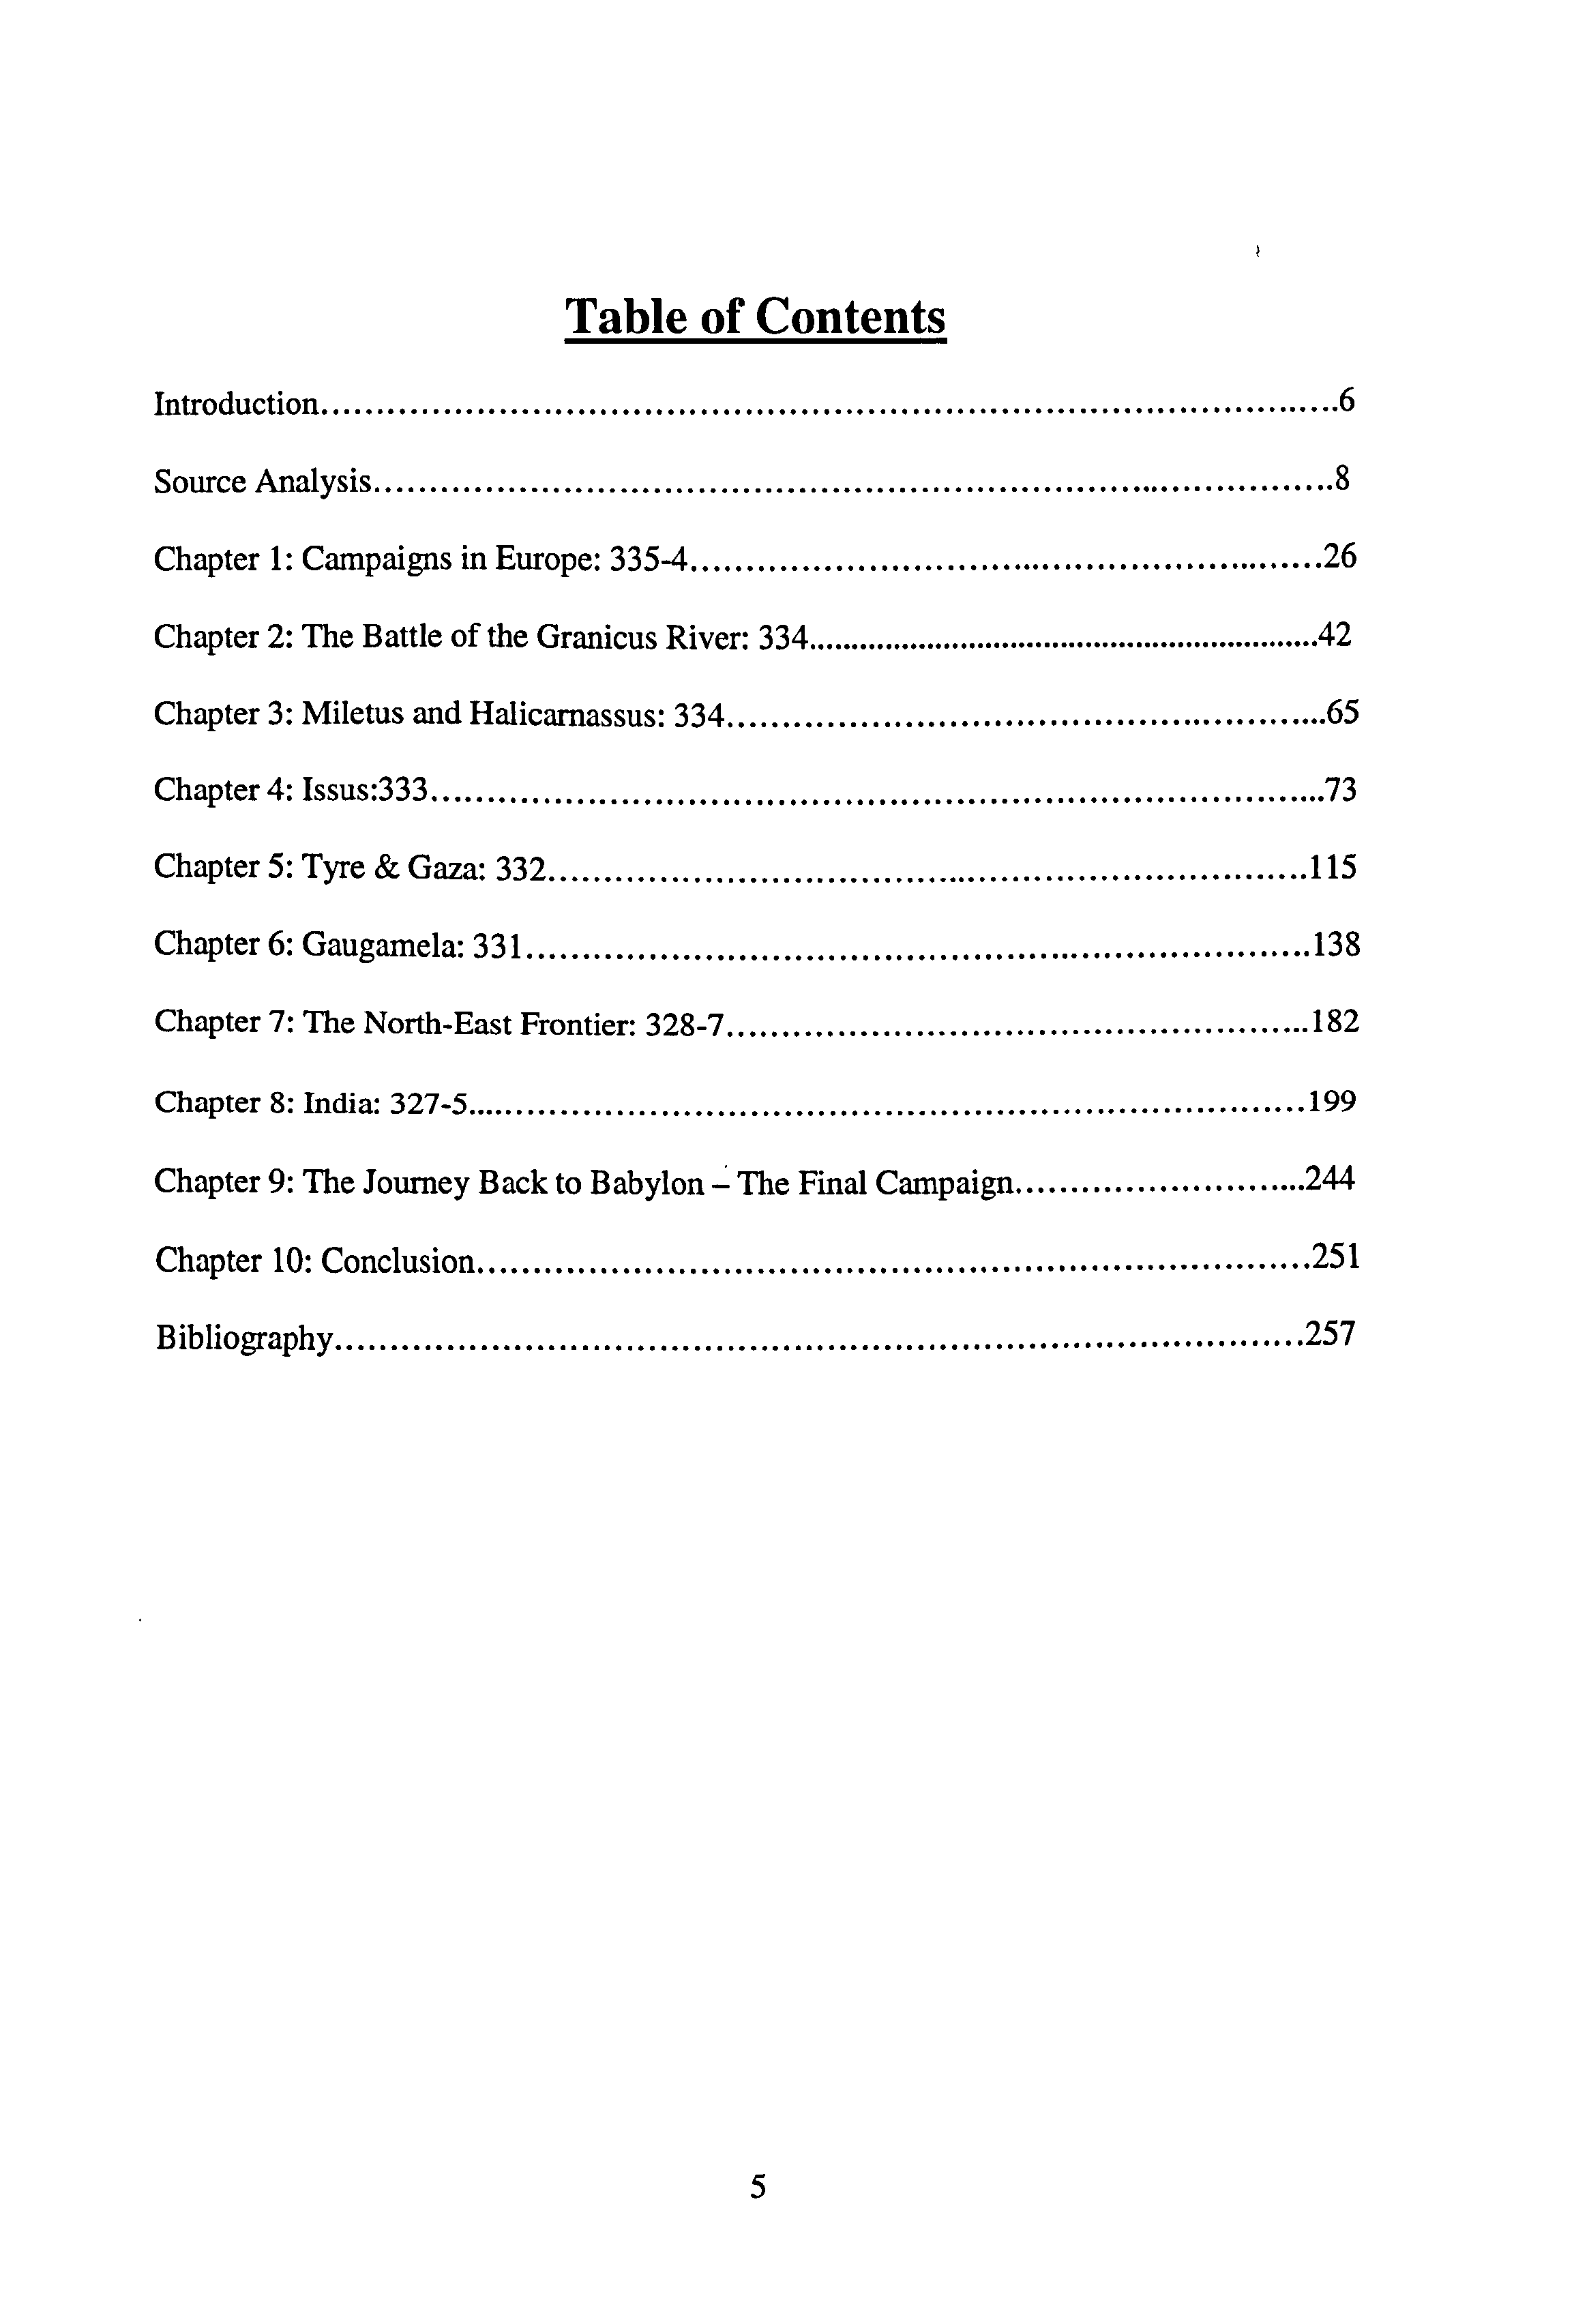 Table of Contents
Introduction..........................................................................................6
Source Analysis.....................................................................................8
Chapter 1: Campaigns in Europe: 335-4........................................................26
Chapter 2: The Battle of the Granicus River: 334............................................................42
Chapter 3: Miletus and Halicarnassus: 334.....................................................65
Chapter 4: Issus:333...............................................................................73
Chapter 5: Tyre & Gaza: 332...................................................................115
Chapter 6: Gaugamela: 331.....................................................................138
Chapter 7: The North-East Frontier: 328-7...................................................182
Chapter 8: India: 327-5..........................................................................199
Chapter 9: The Journey Back to Babylon – The Final Campaign..........................244
Chapter 10: Conclusion..........................................................................251
Bibliography......................................................................................257
5